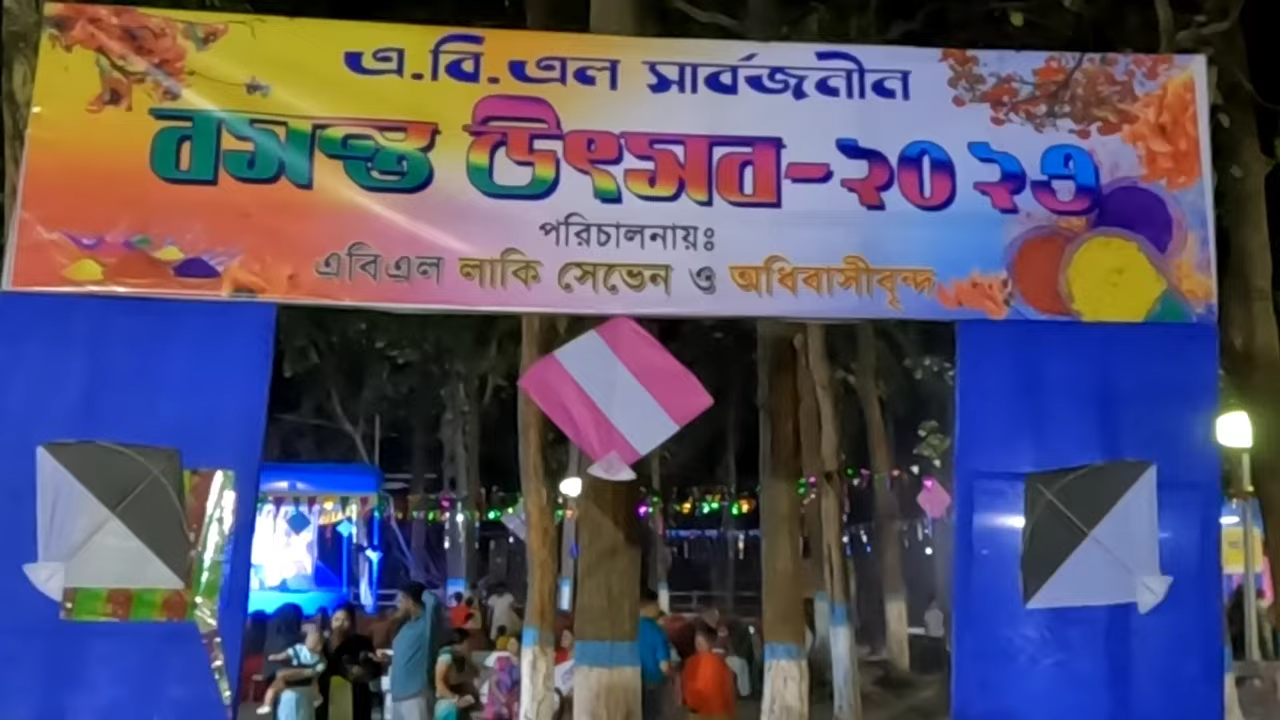 এ.বি.এল সার্বজনীন
বসন্ত উৎসব-২০২৩
পরিচালনায়ঃ
এবিএল লাকি সেভেন ও অধিবাসীবৃন্দ